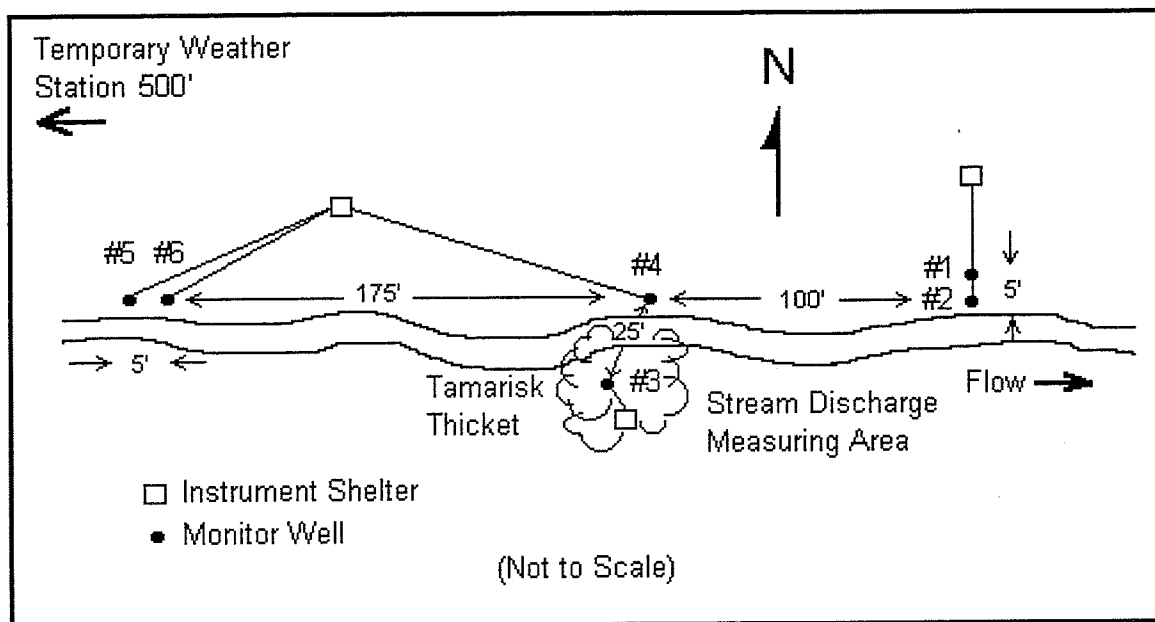 Temporary Weather
Station 500'
N
#5 #6
#4
#1
#2
175'
100'
5'
25'
5'
#3
Tamarisk
Thicket
Flow
Stream Discharge
Measuring Area
Instrument Shelter
Monitor Well
(Not to Scale)